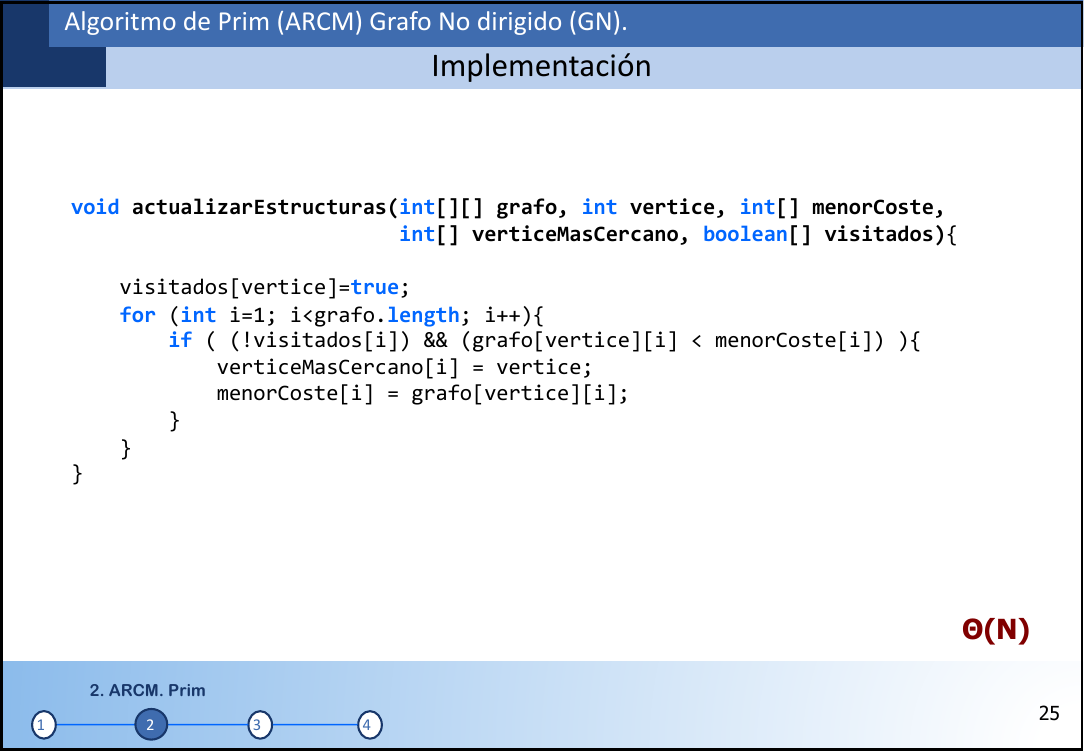 Algoritmo de Prim (ARCM) Grafo No dirigido (GN).
Implementación
void actualizarEstructuras(int[][] grafo, int vertice, int[] menorCoste,
int[] verticeMasCercano, boolean[] visitados){
visitados[vertice]=true;
for (int i=1; i<grafo.length; i++){
if ( (!visitados[i]) && (grafo[vertice][i] < menorCoste[i]) ){
verticeMasCercano[i] = vertice;
menorCoste[i] = grafo[vertice][i];
}
}
}
Θ(N)
2. ARCM. Prim
1 2 3 4
25